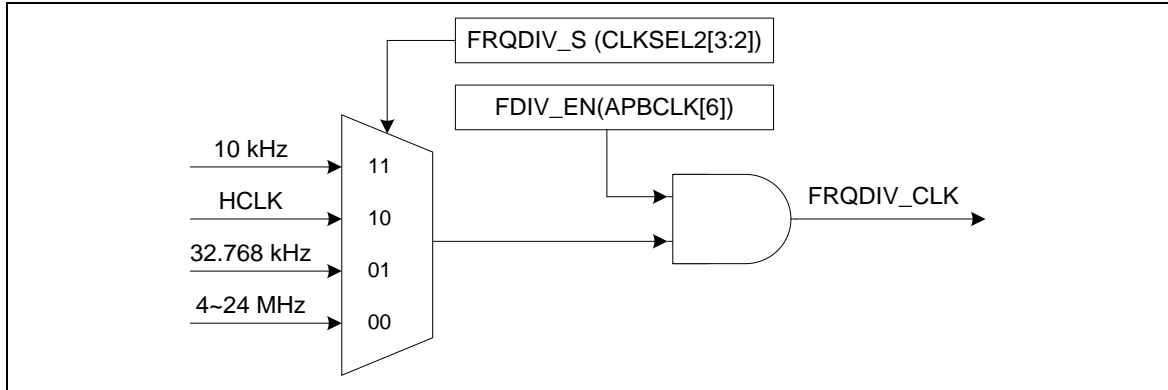 FRQDIV_S (CLKSEL2[3:2])
FDIV_EN(APBCLK[6])
10 kHz
11
HCLK
10
32.768 kHz
01
4~24 MHz
00
FRQDIV_CLK